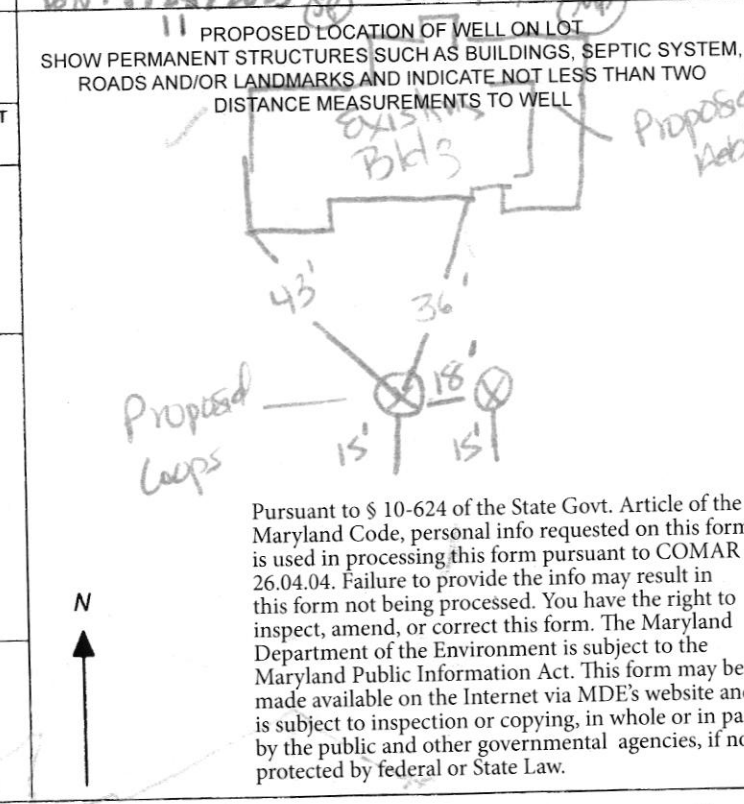 11
PROPOSED LOCATION OF WELL ON LOT
SHOW PERMANENT STRUCTURES SUCH AS BUILDINGS, SEPTIC SYSTEM,
ROADS AND/OR LANDMARKS AND INDICATE NOT LESS THAN TWO
DISTANCE MEASUREMENTS TO WELL
T
Existing
Bldg
Propose
43'
36'
18'
Proposed
Loops
15'
15'
Pursuant to § 10-624 of the State Govt. Article of the
Maryland Code, personal info requested on this form
is used in processing this form pursuant to COMAR
26.04.04. Failure to provide the info may result in
this form not being processed. You have the right to
inspect, amend, or correct this form. The Maryland
Department of the Environment is subject to the
Maryland Public Information Act. This form may be
made available on the Internet via MDE's website and
is subject to inspection or copying, in whole or in pa
by the public and other governmental agencies, if no
protected by federal or State Law.
N